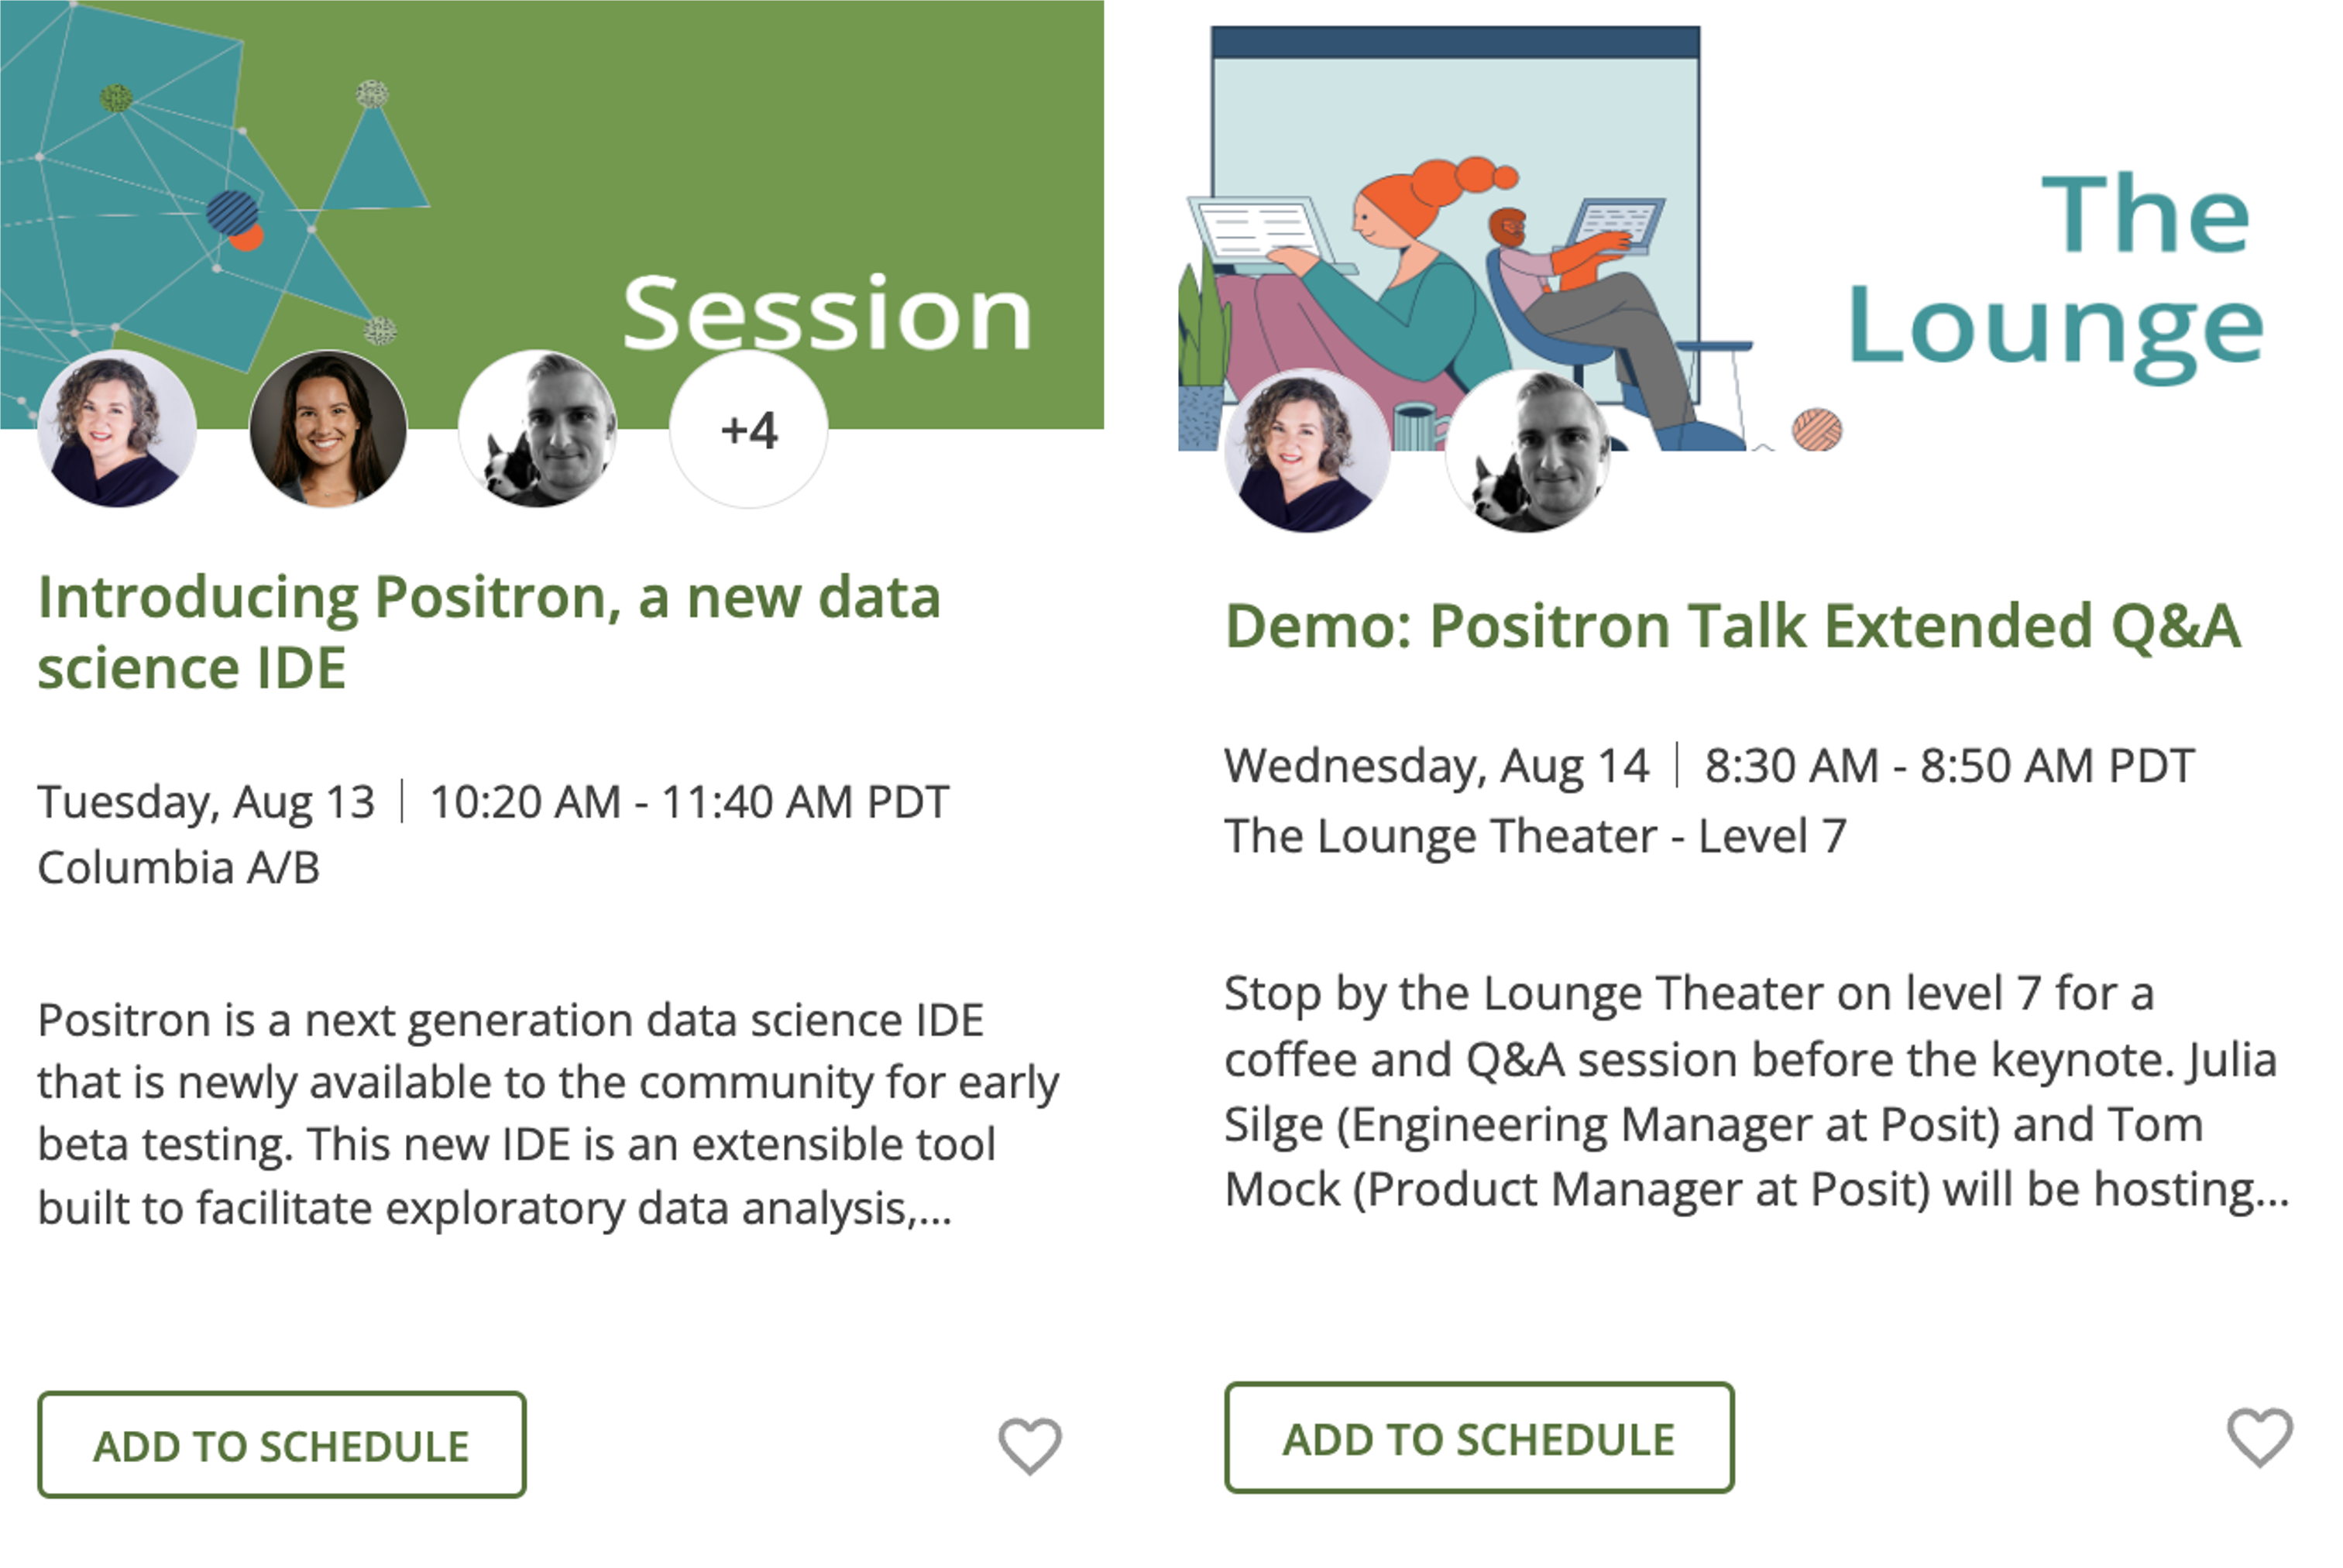 Session
+4
Introducing Positron, a new data
science IDE
Tuesday, Aug 13 | 10:20 AM - 11:40 AM PDT
Columbia A/B
Positron is a next generation data science IDE
that is newly available to the community for early
beta testing. This new IDE is an extensible tool
built to facilitate exploratory data analysis,...
ADD TO SCHEDULE
The
Lounge
Demo: Positron Talk Extended Q&A
Wednesday, Aug 14 | 8:30 AM - 8:50 AM PDT
The Lounge Theater - Level 7
Stop by the Lounge Theater on level 7 for a
coffee and Q&A session before the keynote. Julia
Silge (Engineering Manager at Posit) and Tom
Mock (Product Manager at Posit) will be hosting...
ADD TO SCHEDULE